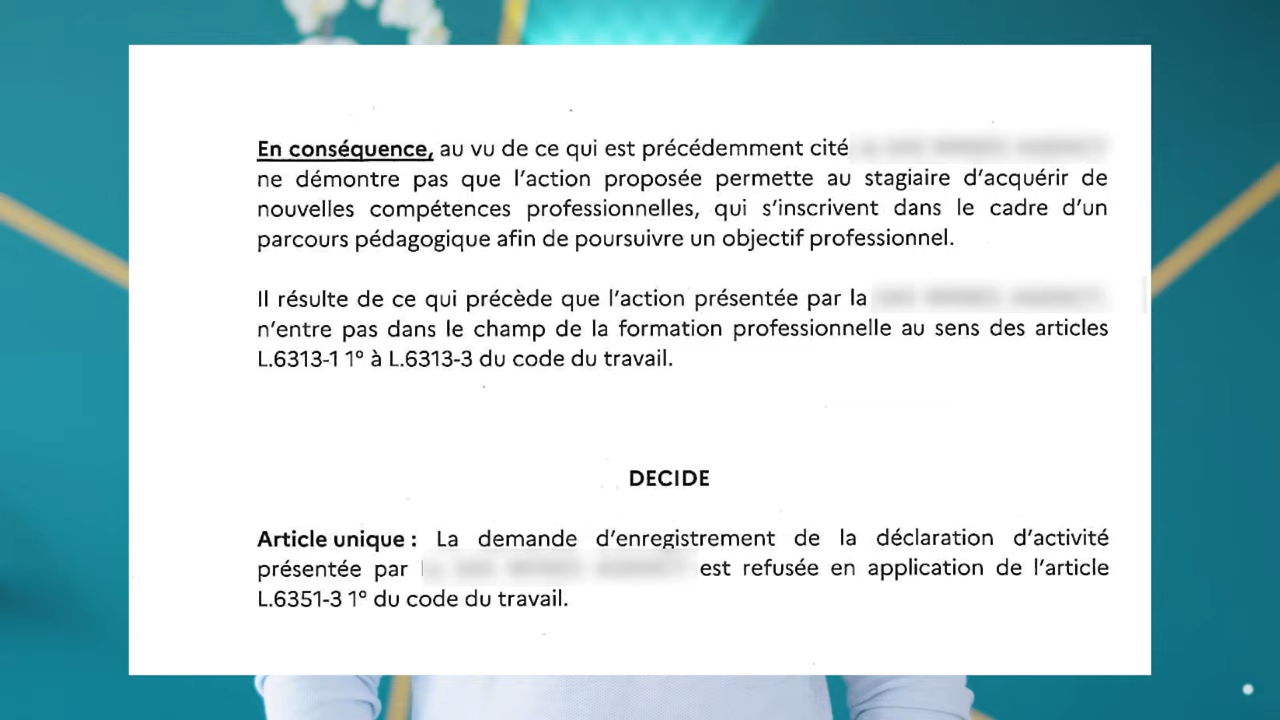 En conséquence, au vu de ce qui est précédemment cité
ne démontre pas que l’action proposée permette au stagiaire d’acquérir de
nouvelles compétences professionnelles, qui s’inscrivent dans le cadre d’un
parcours pédagogique afin de poursuivre un objectif professionnel.
Il résulte de ce qui précède que l’action présentée par la
n’entre pas dans le champ de la formation professionnelle au sens des articles
L.6313-1 1° à L.6313-3 du code du travail.
DECIDE
Article unique : La demande d’enregistrement de la déclaration d’activité
présentée par est refusée en application de l’article
L.6351-3 1° du code du travail.